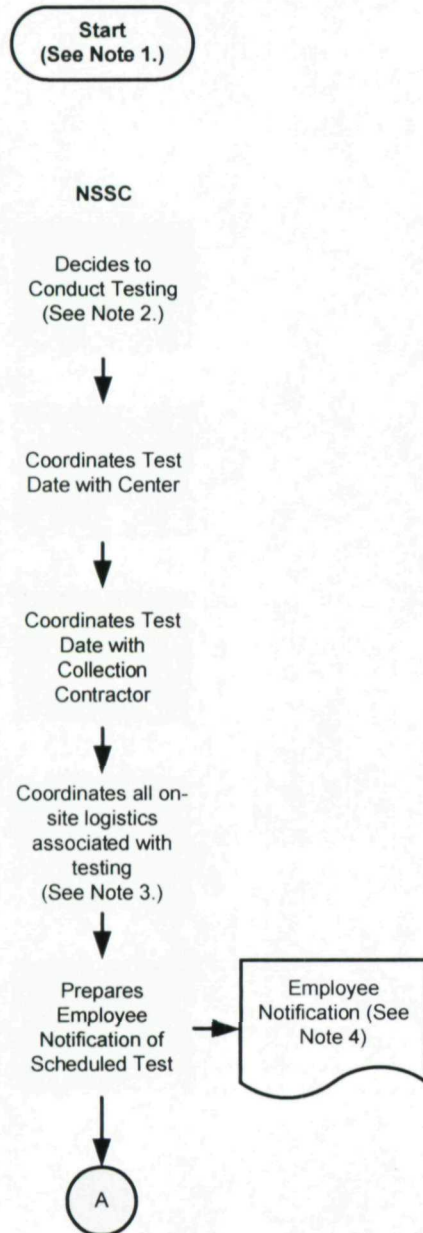 Start
(See Note 1.)
NSSC
Decides to
Conduct Testing
(See Note 2.)
Coordinates Test
Date with Center
Coordinates Test
Date with
Collection
Contractor
Coordinates all on-
site logistics
associated with
testing
(See Note 3.)
Prepares
Employee
Notification of
Scheduled Test
Employee
Notification (See
Note 4)
A